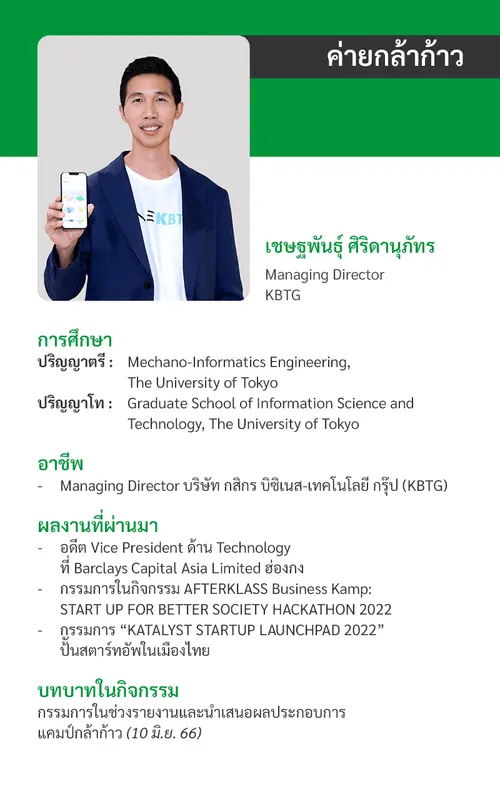 ค่ายกล้าก้าว
KBT
เชษฐพันธุ์ ศิริดานุภัทร
Managing Director
KBTG
การศึกษา
ปริญญาตรี : Mechano-Informatics Engineering,
The University of Tokyo
ปริญญาโท : Graduate School of Information Science and
Technology, The University of Tokyo
อาชีพ
- Managing Director บริษัท กสิกร บิซิเนส-เทคโนโลยี กรุ๊ป (KBTG)
ผลงานที่ผ่านมา
- อดีต Vice President ด้าน Technology
ที่ Barclays Capital Asia Limited ฮ่องกง
- กรรมการในกิจกรรม AFTERKLASS Business Kamp:
START UP FOR BETTER SOCIETY HACKATHON 2022
- กรรมการ “KATALYST STARTUP LAUNCHPAD 2022”
ปั้นสตาร์ทอัพในเมืองไทย
บทบาทในกิจกรรม
กรรมการในช่วงรายงานและนำเสนอผลประกอบการ
แคมป์กล้าก้าว (10 มิ.ย. 66)